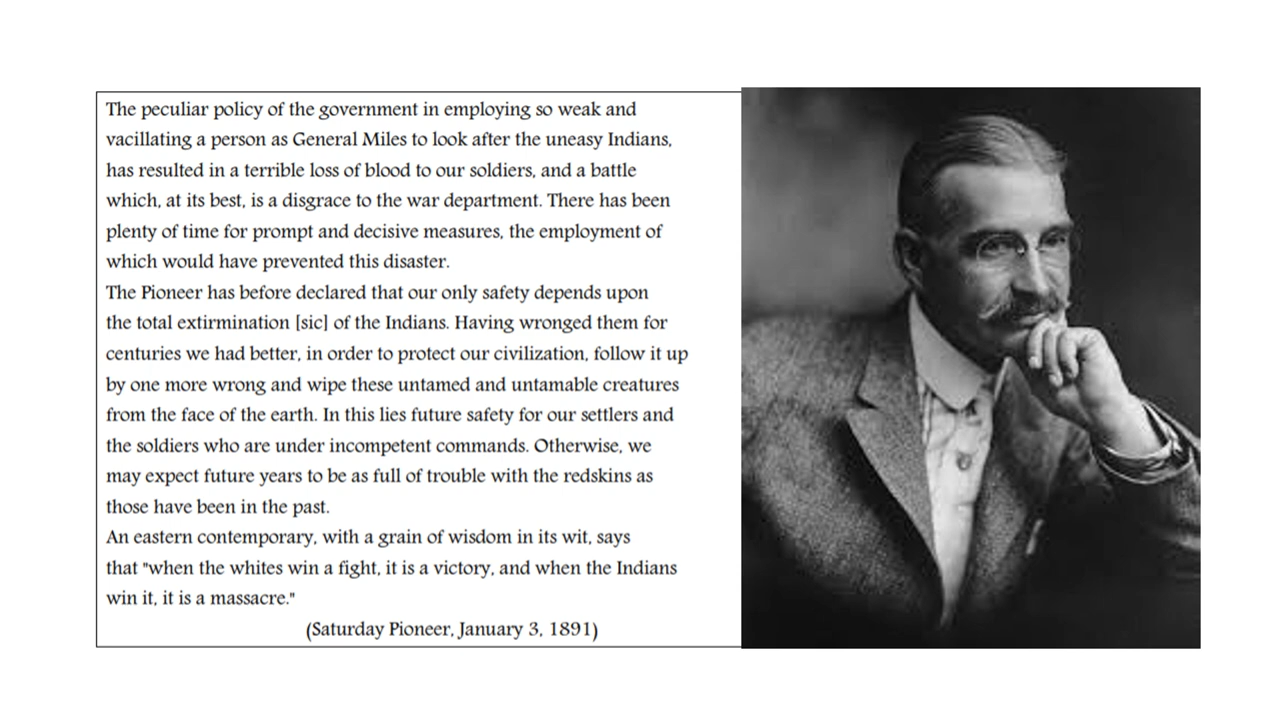 The peculiar policy of the government in employing so weak and
vacillating a person as General Miles to look after the uneasy Indians,
has resulted in a terrible loss of blood to our soldiers, and a battle
which, at its best, is a disgrace to the war department. There has been
plenty of time for prompt and decisive measures, the employment of
which would have prevented this disaster.
The Pioneer has before declared that our only safety depends upon
the total extirmination [sic] of the Indians. Having wronged them for
centuries we had better, in order to protect our civilization, follow it up
by one more wrong and wipe these untamed and untamable creatures
from the face of the earth. In this lies future safety for our settlers and
the soldiers who are under incompetent commands. Otherwise, we
may expect future years to be as full of trouble with the redskins as
those have been in the past.
An eastern contemporary, with a grain of wisdom in its wit, says
that "when the whites win a fight, it is a victory, and when the Indians
win it, it is a massacre."
(Saturday Pioneer, January 3, 1891)